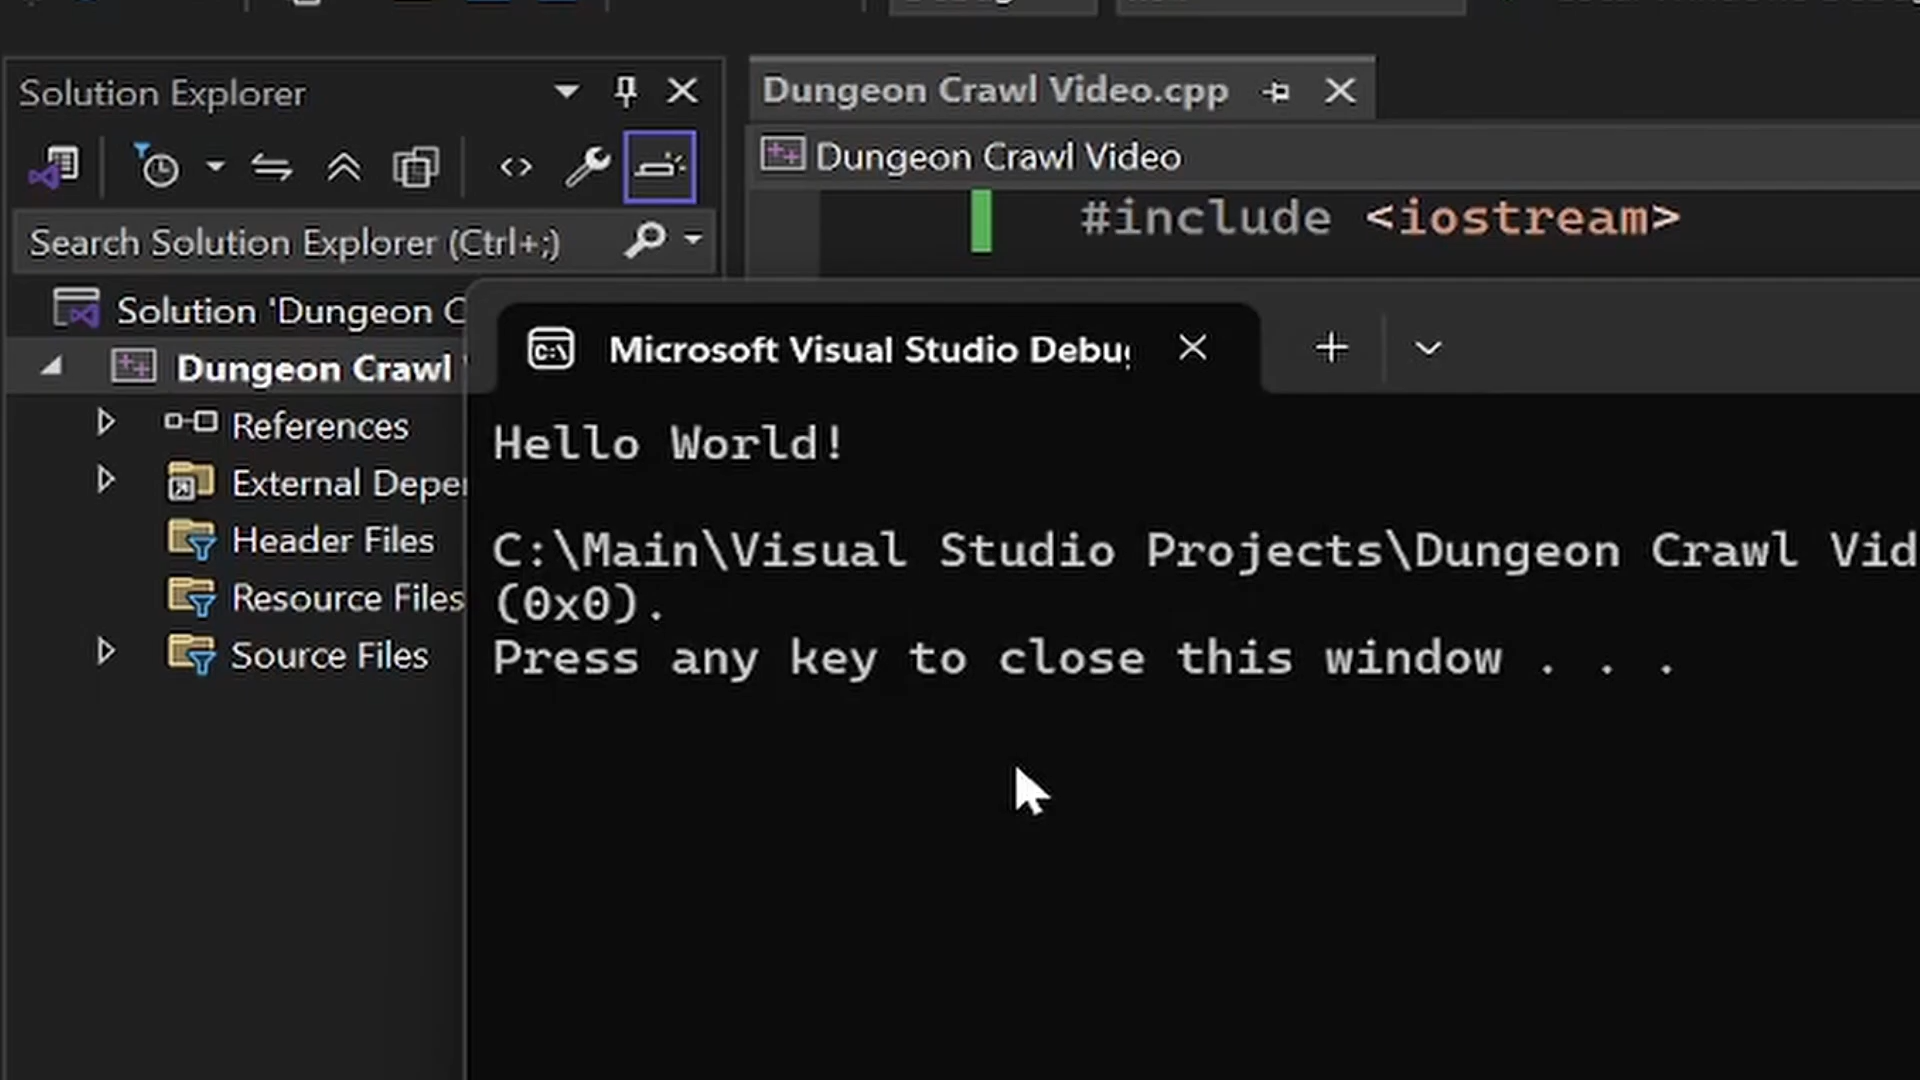 Solution Explorer
Dungeon Crawl Video.cpp
Dungeon Crawl Video
Search Solution Explorer (Ctrl+;)
#include <iostream>
Solution 'Dungeon C
Dungeon Crawl
References
External Depe
Header Files
Resource Files
Source Files
Microsoft Visual Studio Debu
Hello World!
C:\Main\Visual Studio Projects\Dungeon Crawl Vid
(0x0).
Press any key to close this window . . .